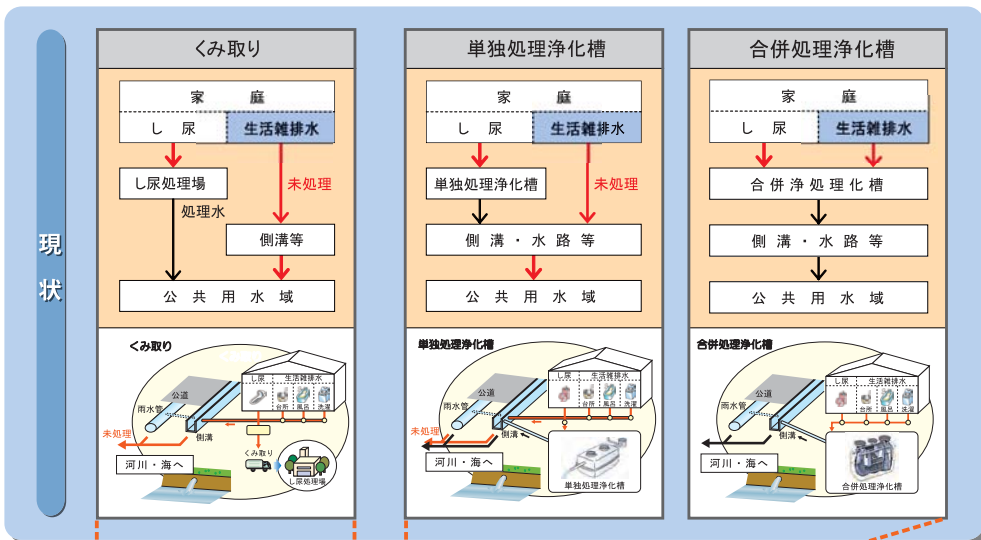 現状
くみ取り
家庭
し尿
生活雑排水
し尿処理場
未処理
処理水
側溝等
公共用水域
くみ取り
し尿
生活雑排水
台所
風呂
洗濯
公道
雨水管
未処理
側溝
くみ取り
河川・海へ
し尿処理場
単独処理浄化槽
家庭
し尿
生活雑排水
単独処理浄化槽
未処理
側溝・水路等
公共用水域
単独処理浄化槽
し尿
生活雑排水
台所
風呂
洗濯
公道
雨水管
未処理
側溝
河川・海へ
単独処理浄化槽
合併処理浄化槽
家庭
し尿
生活雑排水
合併浄処理化槽
側溝・水路等
公共用水域
合併処理浄化槽
し尿
生活雑排水
台所
風呂
洗濯
公道
雨水管
側溝
河川・海へ
合併処理浄化槽